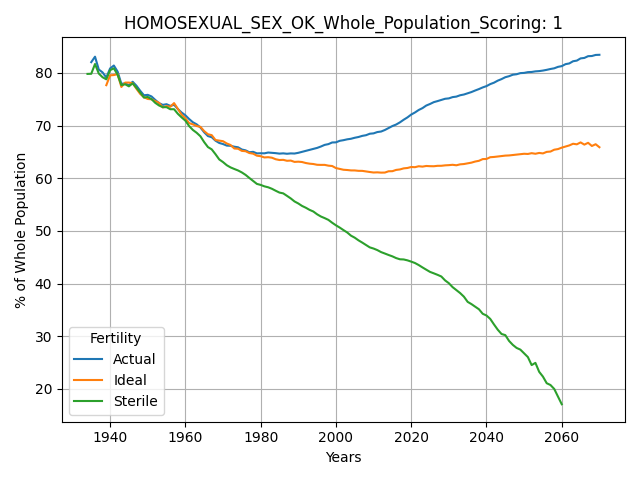 HOMOSEXUAL_SEX_OK_Whole_Population_Scoring: 1
% of Whole Population
80
70
60
50
40
30
20
Fertility
Actual
Ideal
Sterile
1940 1960 1980 2000 2020 2040 2060
Years